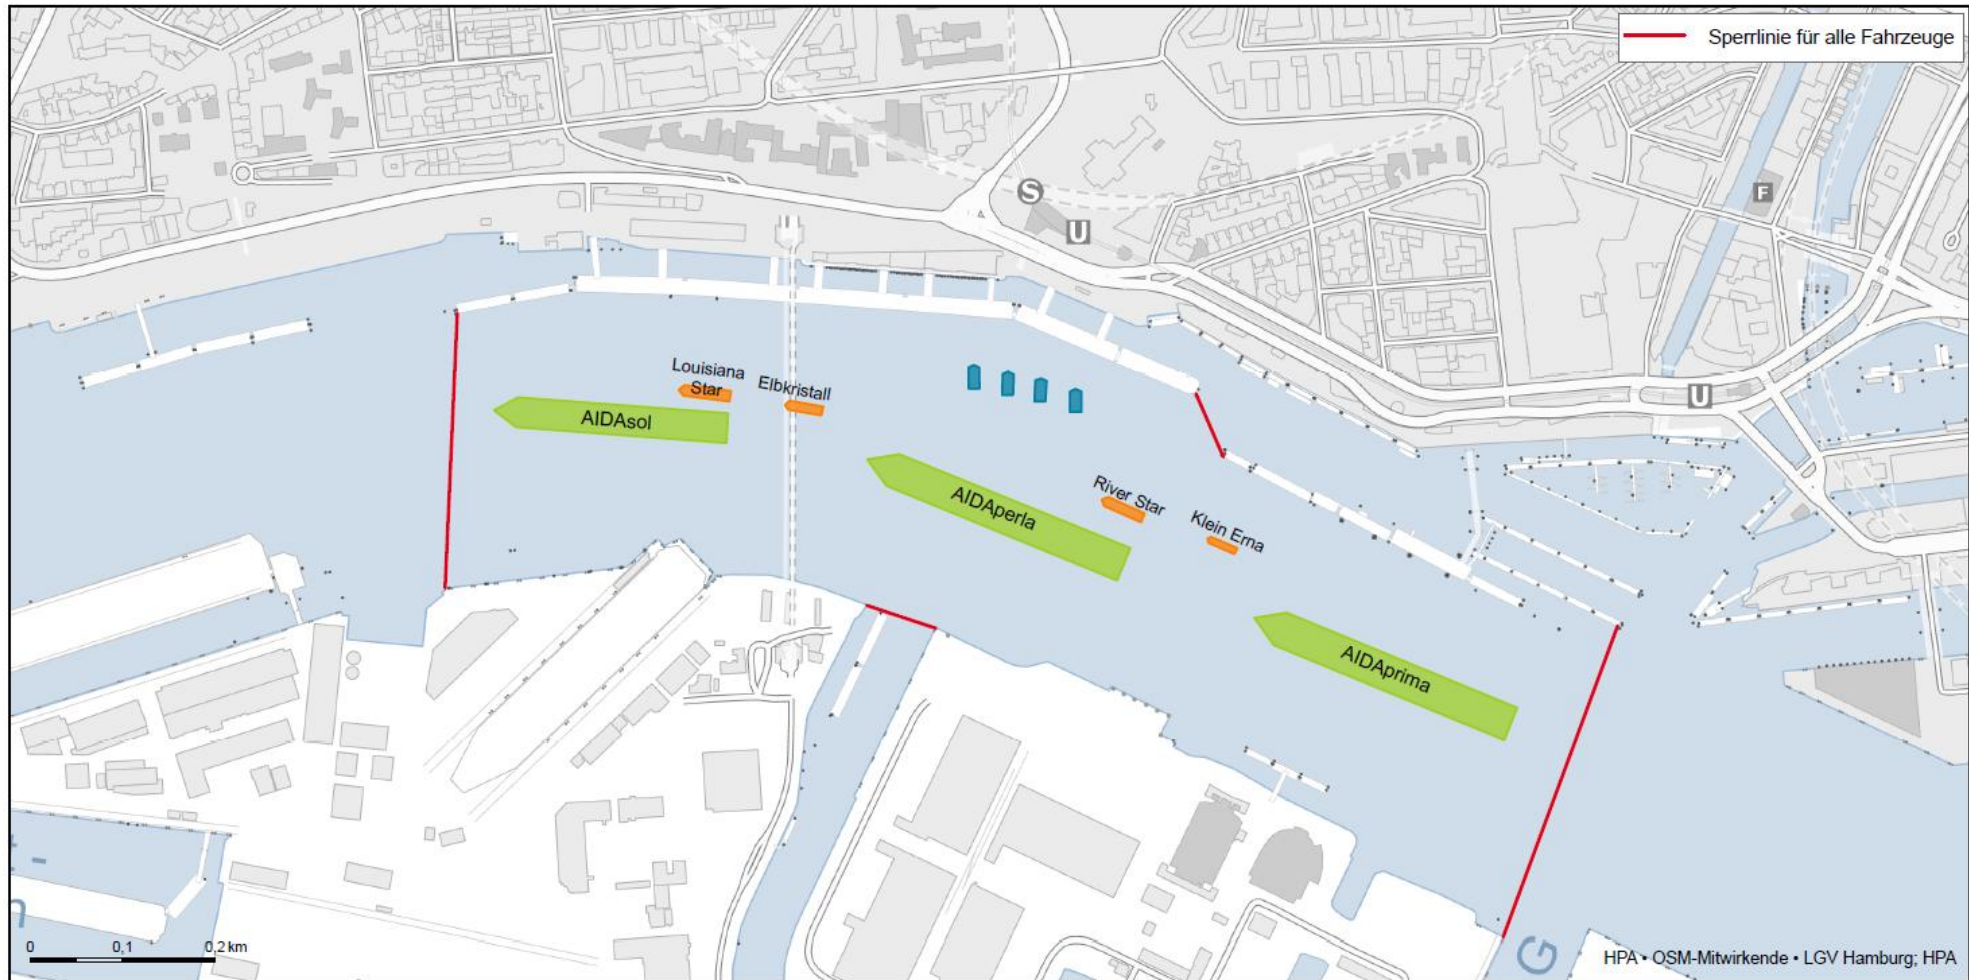 Sperrlinie für alle Fahrzeuge
S
U
F
Louisiana
Star
Elbkristall
AIDAsol
U
AIDAperla
River Star
Klein Erna
AIDAprima
0
0,1
0,2 km
G
HPA • OSM-Mitwirkende • LGV Hamburg; HPA